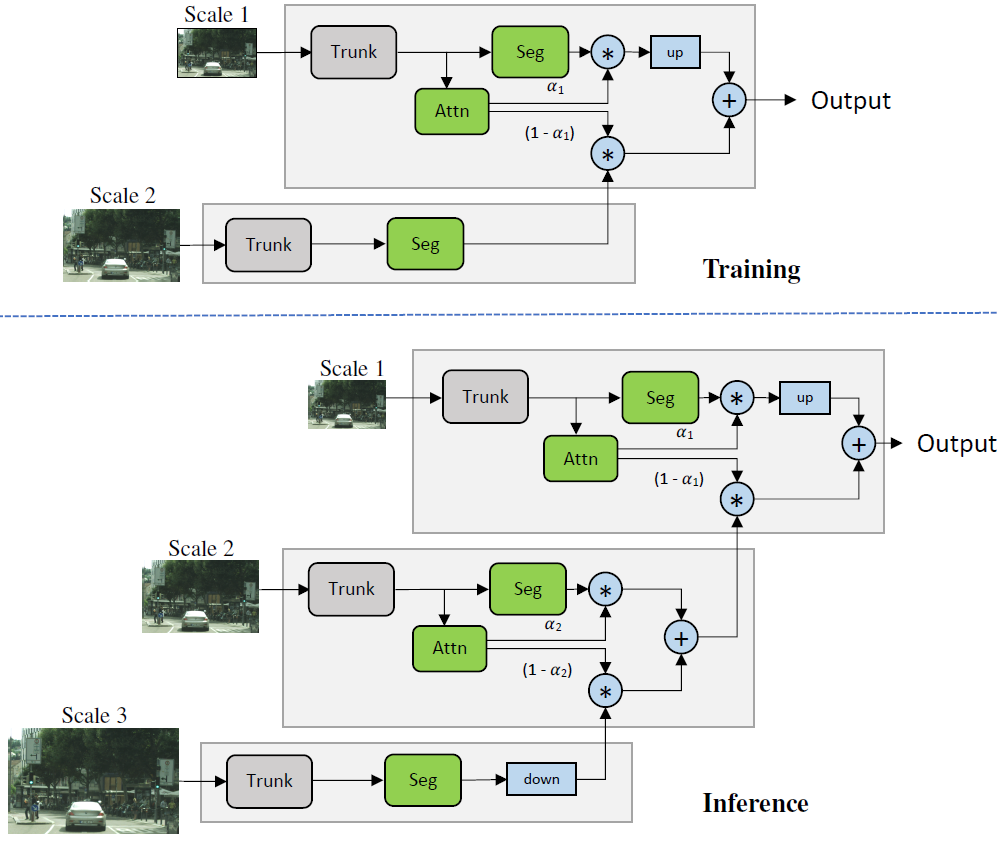 Scale 1
Trunk
Seg
up
α₁
Attn
(1 - α₁)
+
*
*
Output
Scale 2
Trunk
Seg
Training
Scale 1
Trunk
Seg
*
up
α₁
Attn
(1 - α₁)
*
+
Output
Scale 2
Trunk
Seg
*
α₂
Attn
(1 - α₂)
*
+
Scale 3
Trunk
Seg
down
Inference